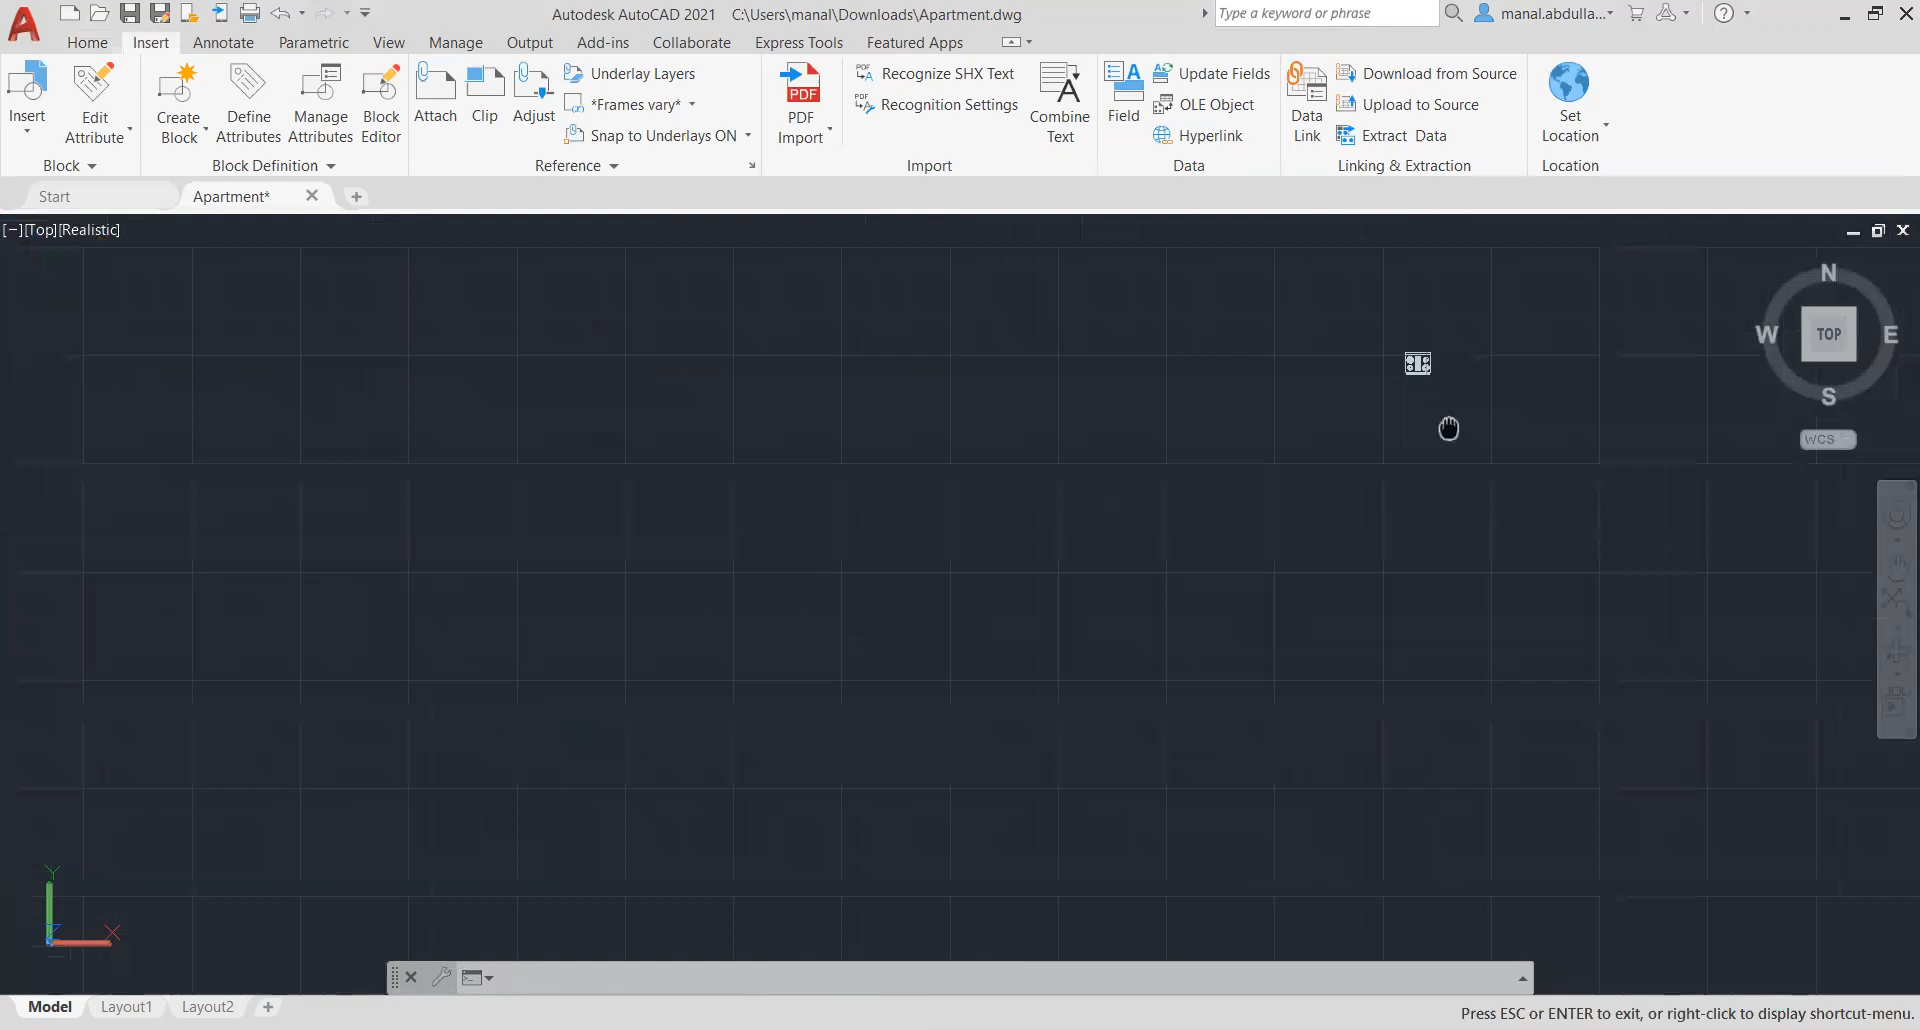 Autodesk AutoCAD 2021 C:\Users\manal\Downloads\Apartment.dwg
Type a keyword or phrase
manal.abdulla...
Home Insert Annotate Parametric View Manage Output Add-ins Collaborate Express Tools Featured Apps
Insert
Edit
Attribute
Block
Create
Block
Define
Attributes
Manage
Attributes
Block
Editor
Block Definition
Attach
Clip
Adjust
Underlay Layers
*Frames vary*
Snap to Underlays ON
Reference
PDF
PDF
Import
PDF
Recognize SHX Text
PDF
Recognition Settings
Combine
Text
Import
Field
Update Fields
OLE Object
Hyperlink
Data
Data
Link
Download from Source
Upload to Source
Extract Data
Linking & Extraction
Set
Location
Location
Start
Apartment*
[−][Top][Realistic]
N
W
TOP
E
S
WCS
Y
X
Model
Layout1
Layout2
Press ESC or ENTER to exit, or right-click to display shortcut-menu.